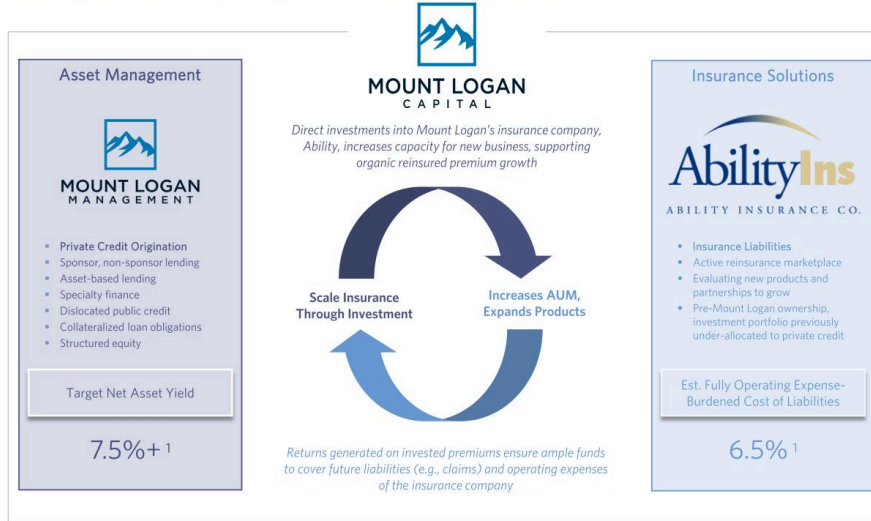 MOUNT LOGAN
CAPITAL
Direct investments into Mount Logan's insurance company,
Ability, increases capacity for new business, supporting
organic reinsured premium growth
Asset Management
MOUNT LOGAN
MANAGEMENT
▪ Private Credit Origination
▪ Sponsor, non-sponsor lending
▪ Asset-based lending
▪ Specialty finance
▪ Dislocated public credit
▪ Collateralized loan obligations
▪ Structured equity
Target Net Asset Yield
7.5%+ 1
Scale Insurance
Through Investment
Increases AUM,
Expands Products
Returns generated on invested premiums ensure ample funds
to cover future liabilities (e.g., claims) and operating expenses
of the insurance company
Insurance Solutions
AbilityIns
ABILITY INSURANCE CO.
▪ Insurance Liabilities
▪ Active reinsurance marketplace
▪ Evaluating new products and
partnerships to grow
▪ Pre-Mount Logan ownership,
investment portfolio previously
under-allocated to private credit
Est. Fully Operating Expense-
Burdened Cost of Liabilities
6.5% 1